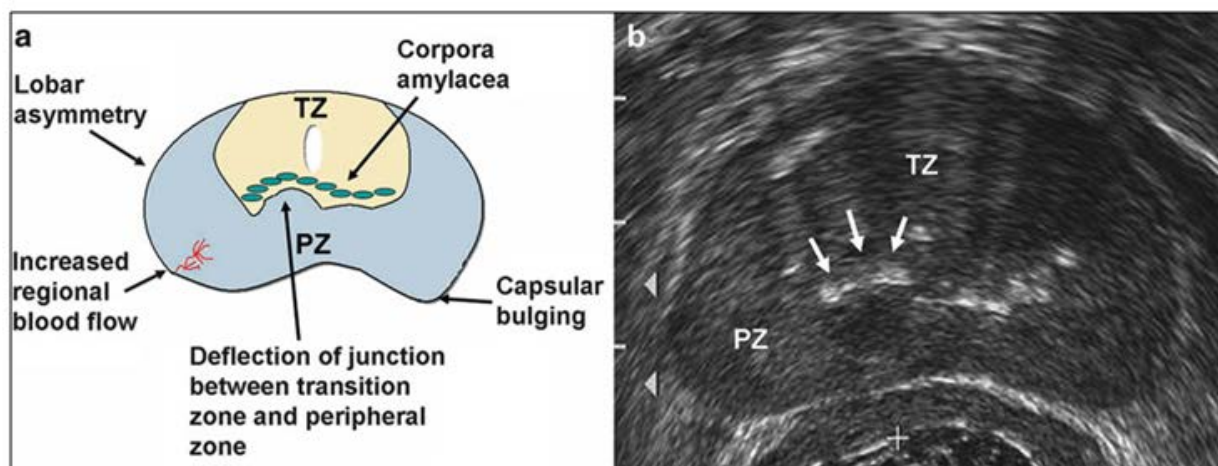 a
Lobar
asymmetry
Corpora
amylacea
TZ
PZ
Increased
regional
blood flow
Capsular
bulging
Deflection of junction
between transition
zone and peripheral
zone
b
TZ
PZ